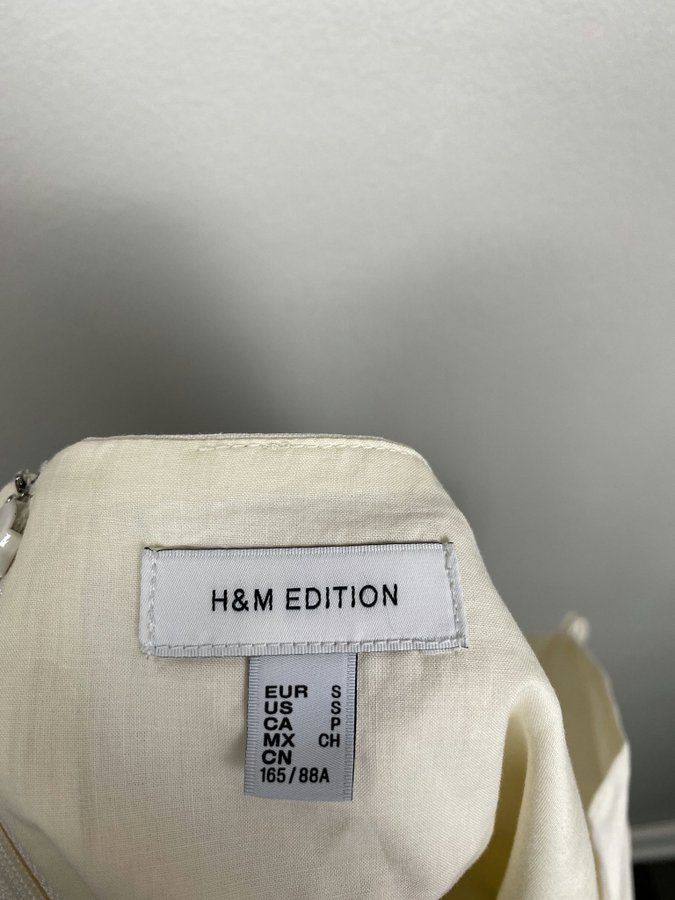 H&M EDITION
EUR S
US S
CA P
MX CH
CN
165/88A